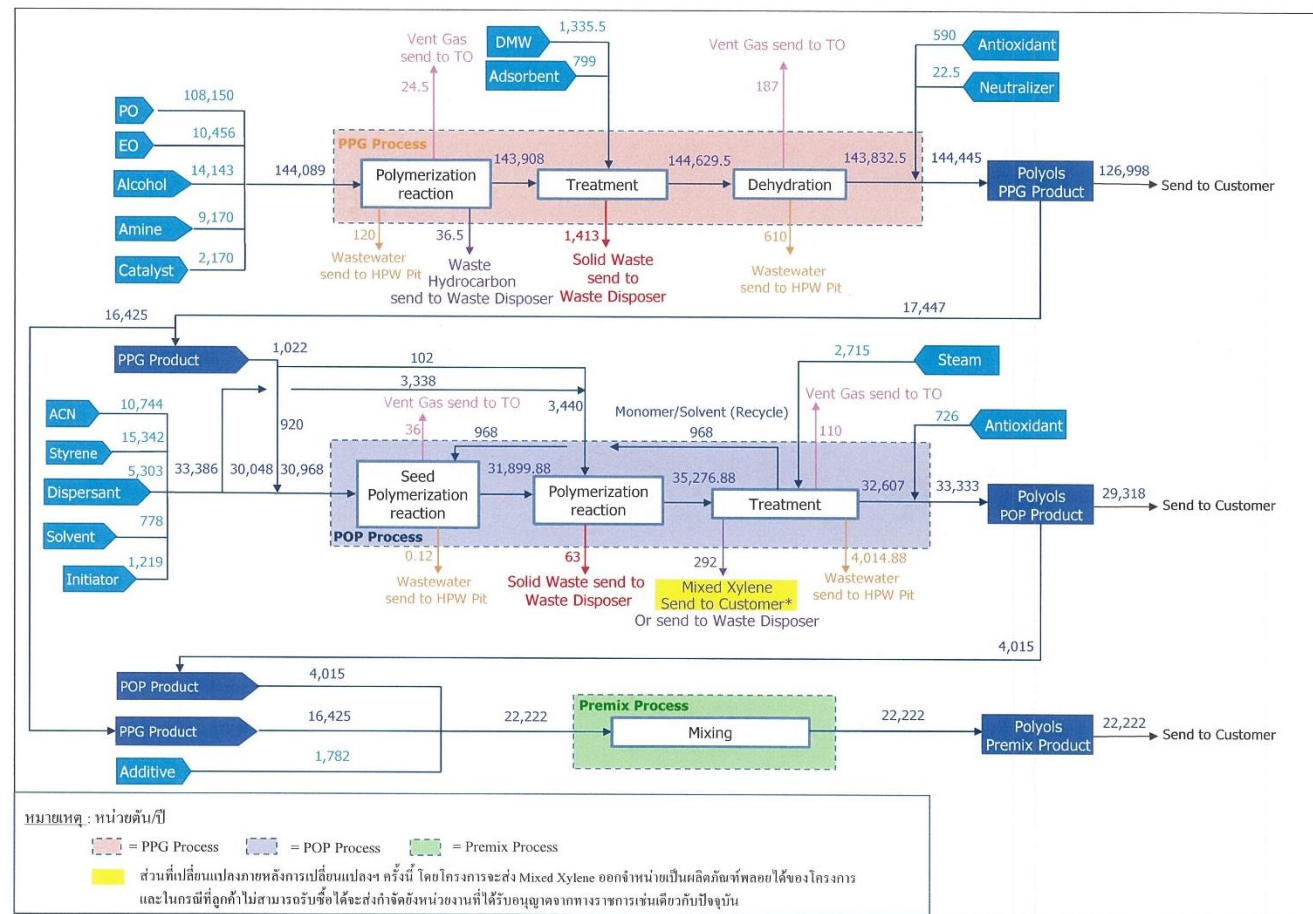 Vent Gas
send to TO
24.5
DMW
1,335.5
Adsorbent
799
Vent Gas send to TO
187
590
Antioxidant
22.5
Neutralizer
PO
108,150
EO
10,456
Alcohol
14,143
144,089
Amine
9,170
Catalyst
2,170
PPG Process
Polymerization
reaction
143,908
Treatment
144,629.5
Dehydration
143,832.5
144,445
Polyols
PPG Product
126,998
Send to Customer
120
Wastewater
send to HPW Pit
36.5
Waste
Hydrocarbon
send to Waste Disposer
1,413
Solid Waste
send to
Waste Disposer
610
Wastewater
send to HPW Pit
17,447
16,425
PPG Product
1,022
102
3,338
3,440
920
2,715
Steam
Vent Gas send to TO
36
Monomer/Solvent (Recycle)
968
968
Vent Gas send to TO
110
726
Antioxidant
ACN
10,744
Styrene
15,342
Dispersant
5,303
33,386
30,048
30,968
Solvent
778
Initiator
1,219
Seed
Polymerization
reaction
31,899.88
Polymerization
reaction
35,276.88
Treatment
32,607
33,333
Polyols
POP Product
29,318
Send to Customer
POP Process
0.12
Wastewater
send to HPW Pit
63
Solid Waste send to
Waste Disposer
292
Mixed Xylene
Send to Customer*
Or send to Waste Disposer
4,014.88
Wastewater
send to HPW Pit
4,015
POP Product
4,015
PPG Product
16,425
22,222
Additive
1,782
Premix Process
Mixing
22,222
Polyols
Premix Product
22,222
Send to Customer
หมายเหตุ : หน่วยตัน/ปี
= PPG Process
= POP Process
= Premix Process
ส่วนที่เปลี่ยนแปลงภายหลังการเปลี่ยนแปลงฯ ครั้งนี้ โดยโครงการจะส่ง Mixed Xylene ออกจำหน่ายเป็นผลิตภัณฑ์พลอยได้ของโครงการ
และในกรณีที่ลูกค้าไม่สามารถรับซื้อได้จะส่งกำจัดยังหน่วยงานที่ได้รับอนุญาตจากทางราชการเช่นเดียวกับปัจจุบัน